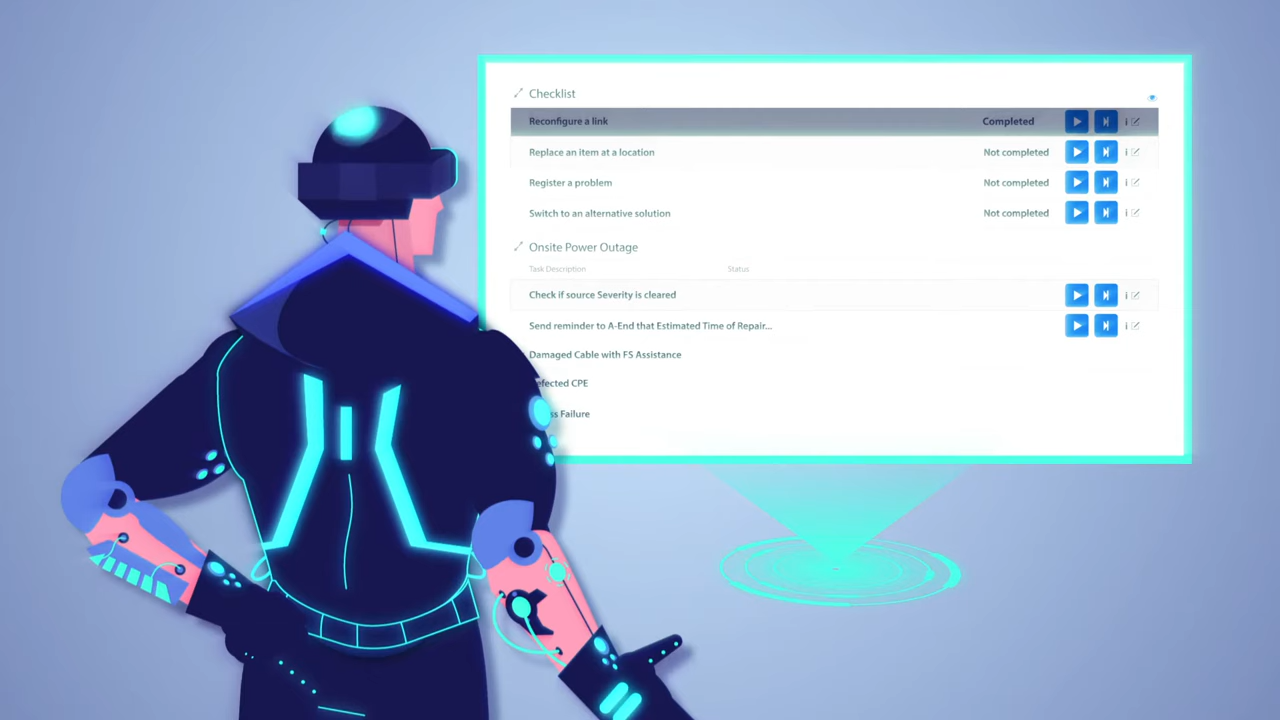 Checklist
Reconfigure a link Completed
Replace an item at a location Not completed
Register a problem Not completed
Switch to an alternative solution Not completed
Onsite Power Outage
Task Description Status
Check if source Severity is cleared
Send reminder to A-End that Estimated Time of Repair...
Damaged Cable with FS Assistance
efected CPE
ss Failure